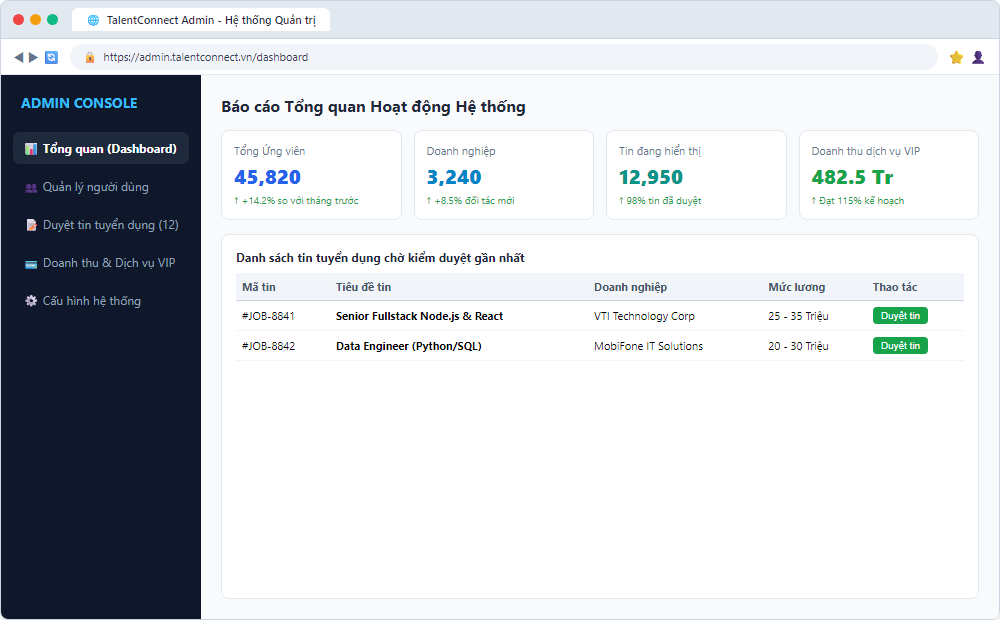 TalentConnect Admin - Hệ thống Quản trị
https://admin.talentconnect.vn/dashboard
ADMIN CONSOLE
Tổng quan (Dashboard)
Quản lý người dùng
Duyệt tin tuyển dụng (12)
Doanh thu & Dịch vụ VIP
Cấu hình hệ thống
Báo cáo Tổng quan Hoạt động Hệ thống
Tổng Ứng viên
45,820
↑ +14.2% so với tháng trước
Doanh nghiệp
3,240
↑ +8.5% đối tác mới
Tin đang hiển thị
12,950
↑ 98% tin đã duyệt
Doanh thu dịch vụ VIP
482.5 Tr
↑ Đạt 115% kế hoạch
Danh sách tin tuyển dụng chờ kiểm duyệt gần nhất
Mã tin Tiêu đề tin Doanh nghiệp Mức lương Thao tác
#JOB-8841 Senior Fullstack Node.js & React VTI Technology Corp 25 - 35 Triệu Duyệt tin
#JOB-8842 Data Engineer (Python/SQL) MobiFone IT Solutions 20 - 30 Triệu Duyệt tin